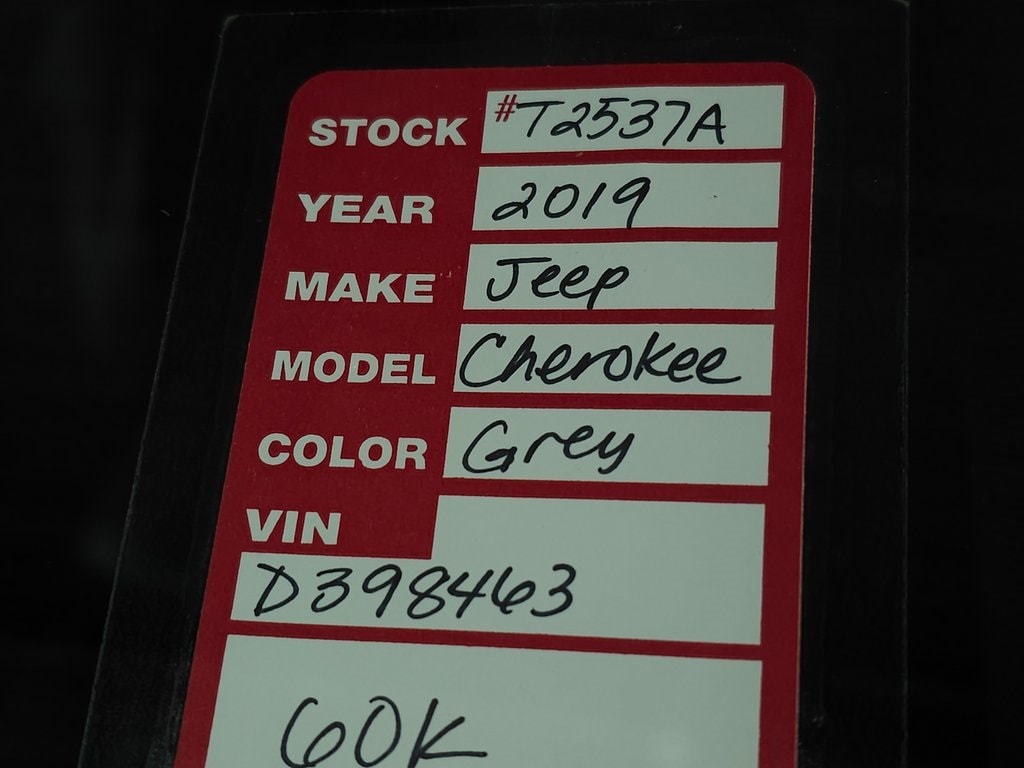 STOCK #T2537A
YEAR 2019
MAKE Jeep
MODEL Cherokee
COLOR Grey
VIN
D398463
60K